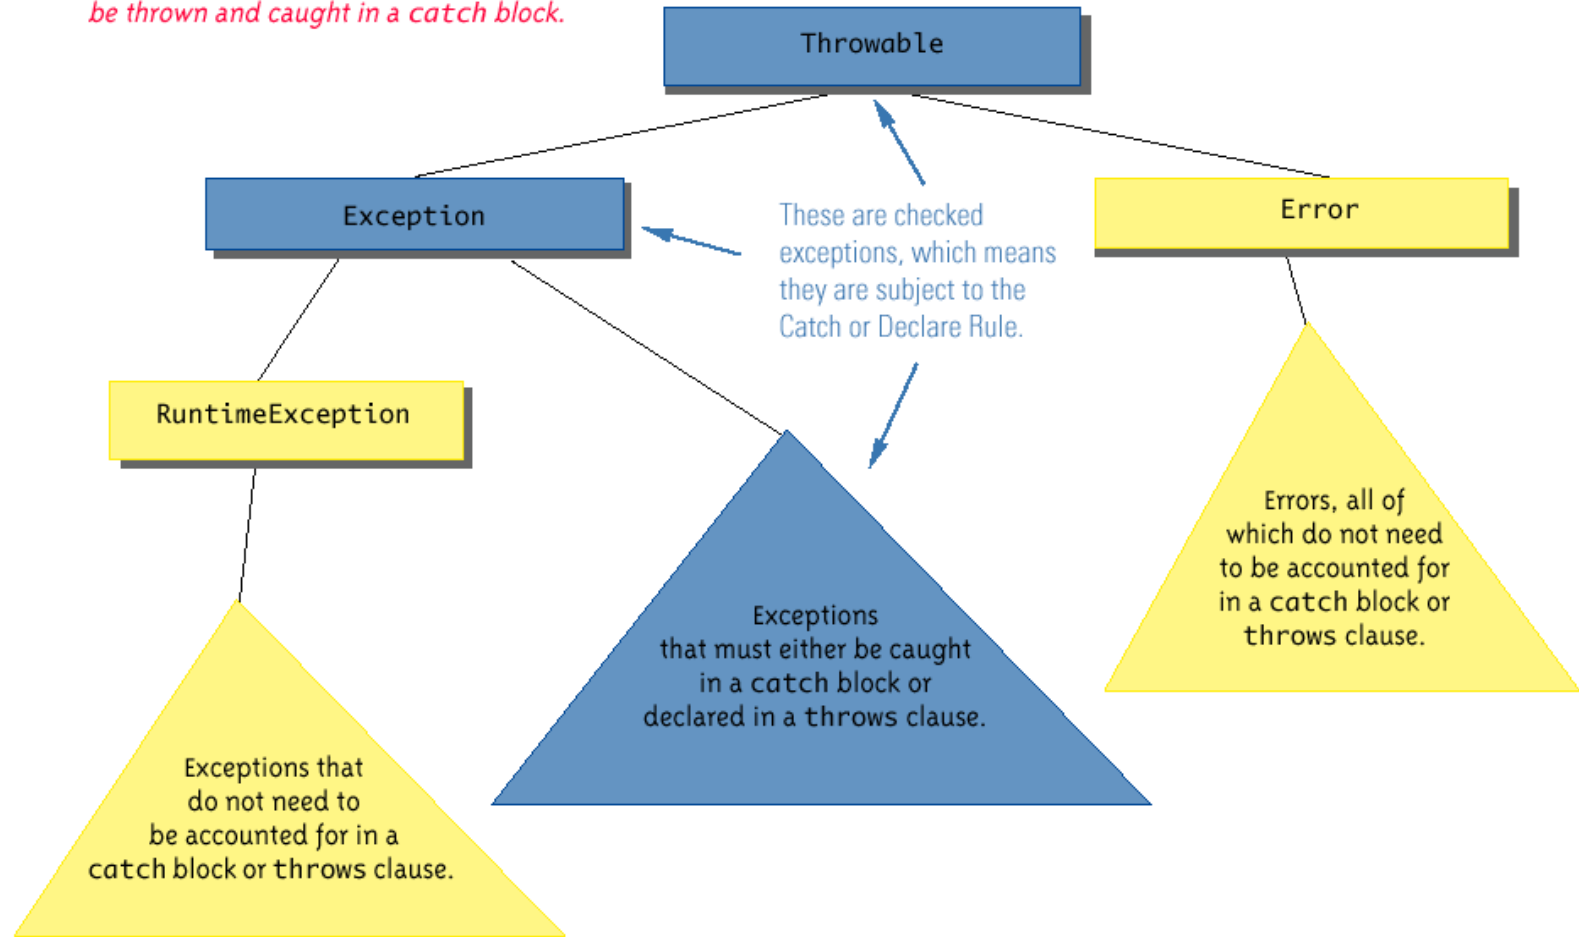 be thrown and caught in a catch block.
Throwable
Exception
These are checked
exceptions, which means
they are subject to the
Catch or Declare Rule.
Error
RuntimeException
Errors, all of
which do not need
to be accounted for
in a catch block or
throws clause.
Exceptions
that must either be caught
in a catch block or
declared in a throws clause.
Exceptions that
do not need to
be accounted for in a
catch block or throws clause.